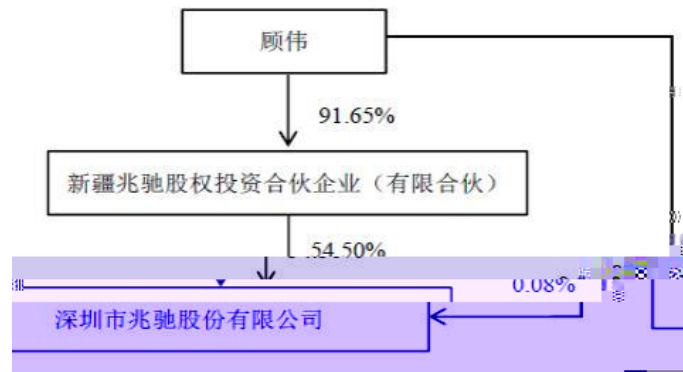 顾伟
91.65%
新疆兆驰股权投资合伙企业（有限合伙）
54.50%
0.08%
深圳市兆驰股份有限公司